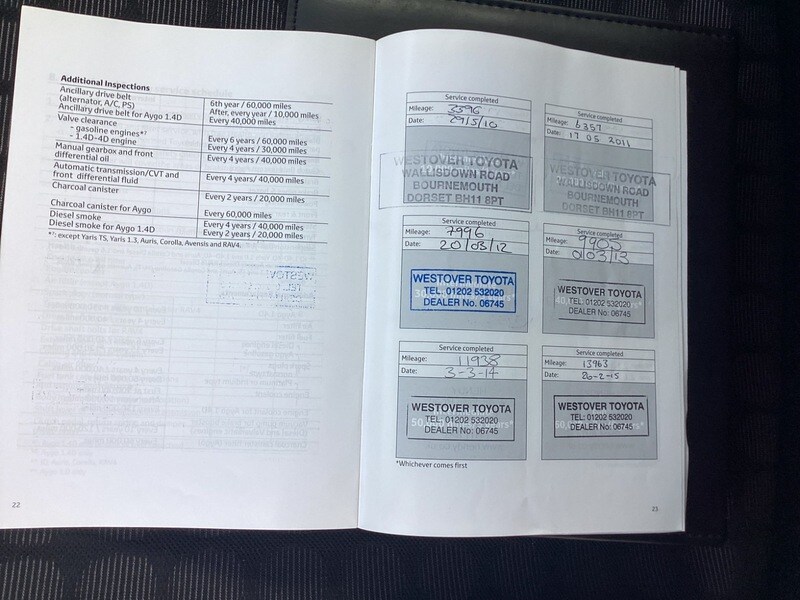 Additional Inspections
Ancillary drive belt
(alternator, A/C, PS) 6th year / 60,000 miles
After, every year / 10,000 miles
Ancillary drive belt for Aygo 1.4D Every 40,000 miles
Valve clearance
- gasoline engines*¹ Every 6 years / 60,000 miles
- 1.4D-4D engine Every 4 years / 30,000 miles
Manual gearbox and front
differential oil Every 4 years / 40,000 miles
Automatic transmission/CVT and
front differential fluid Every 4 years/ 40,000 miles
Charcoal canister Every 2 years / 20,000 miles
Charcoal canister for Aygo Every 60,000 miles
Diesel smoke Every 4 years / 40,000 miles
Diesel smoke for Aygo 1.4D Every 2 years / 20,000 miles
*¹: except Yaris TS, Yaris 1.3, Auris, Corolla, Avensis and RAV4.
22
Service completed
Mileage: 3596
Date: 29/5/10
WESTOVER TOYOTA
WALLISDOWN ROAD
BOURNEMOUTH
DORSET BH11 8PT
Service completed
Mileage: 6357
Date: 17 05 2011
WESTOVER TOYOTA
WALLISDOWN ROAD
BOURNEMOUTH
DORSET BH11 8PT
Service completed
Mileage: 7996
Date: 20/03/12
WESTOVER TOYOTA
TEL: 01202 532020
DEALER No. 06745
Service completed
Mileage: 9905
Date: 01/03/13
WESTOVER TOYOTA
TEL: 01202 532020
DEALER No: 06745
Service completed
Mileage: 11938
Date: 3-3-14
WESTOVER TOYOTA
TEL: 01202 532020
DEALER No: 06745
Service completed
Mileage: 13963
Date: 26-2-15
WESTOVER TOYOTA
TEL: 01202 532020
DEALER No: 06745
*Whichever comes first